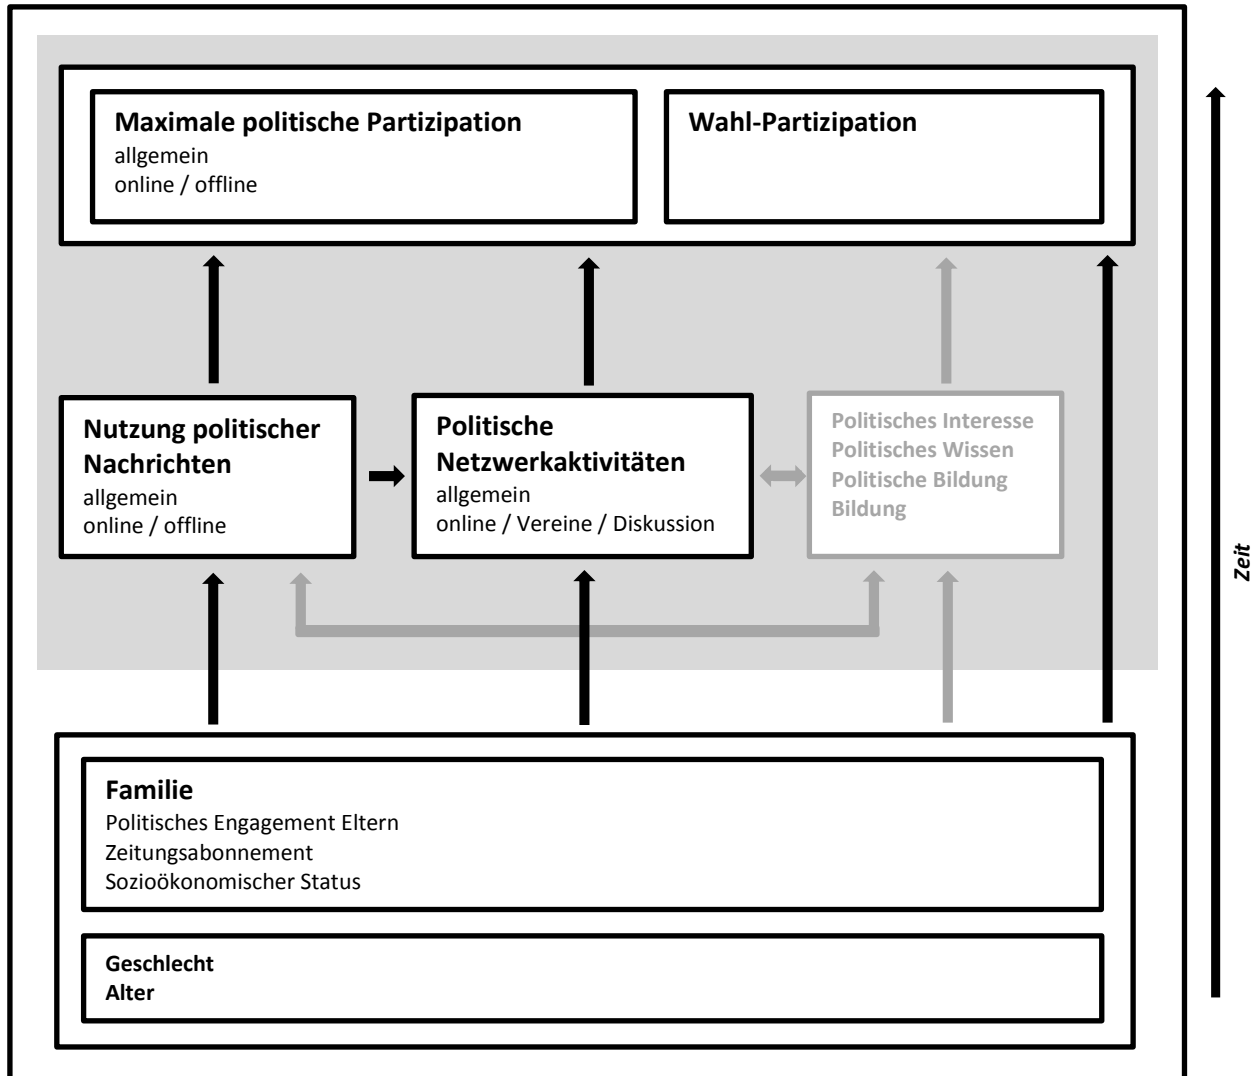 Maximale politische Partizipation
allgemein
online / offline
Wahl-Partizipation
Nutzung politischer
Nachrichten
allgemein
online / offline
Politische
Netzwerkaktivitäten
allgemein
online / Vereine / Diskussion
Politisches Interesse
Politisches Wissen
Politische Bildung
Bildung
Zeit
Familie
Politisches Engagement Eltern
Zeitungsabonnement
Sozioökonomischer Status
Geschlecht
Alter